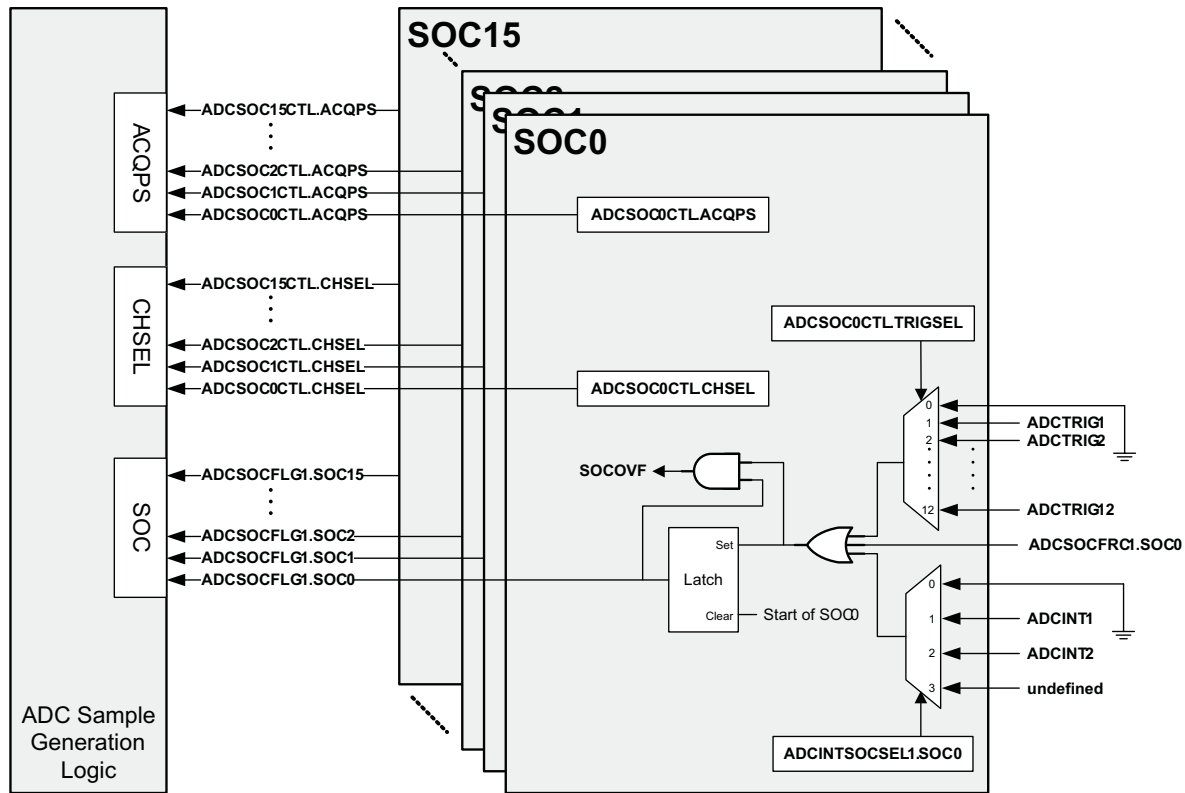 SOC15
SOC1
SOC0
ACQPS
ADCSOC15CTL.ACQPS
ADCSOC2CTL.ACQPS
ADCSOC1CTL.ACQPS
ADCSOC0CTL.ACQPS
ADCSOC0CTL.ACQPS
CHSEL
ADCSOC15CTL.CHSEL
ADCSOC2CTL.CHSEL
ADCSOC1CTL.CHSEL
ADCSOC0CTL.CHSEL
ADCSOC0CTL.CHSEL
ADCSOC0CTL.TRIGSEL
0
1
2
12
ADCTRIG1
ADCTRIG2
ADCTRIG12
SOC
ADCSOCFLG1.SOC15
ADCSOCFLG1.SOC2
ADCSOCFLG1.SOC1
ADCSOCFLG1.SOC0
SOCOVF
Set
Latch
Clear
Start of SOC0
ADCSOCFRC1.SOC0
0
1
2
3
ADCINT1
ADCINT2
undefined
ADCINTSOCSEL1.SOC0
ADC Sample
Generation
Logic